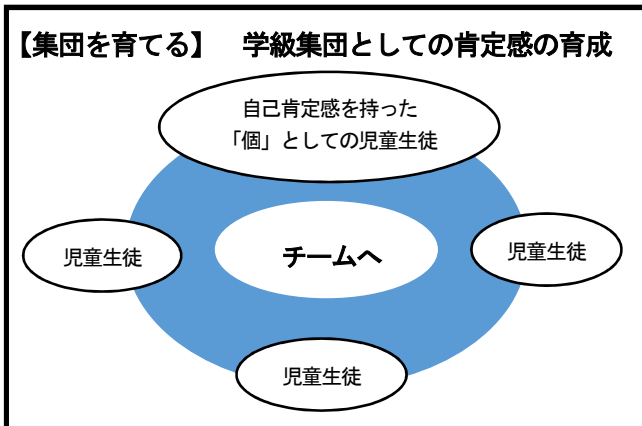 【集団を育てる】　学級集団としての肯定感の育成
自己肯定感を持った
「個」としての児童生徒
児童生徒
チームへ
児童生徒
児童生徒